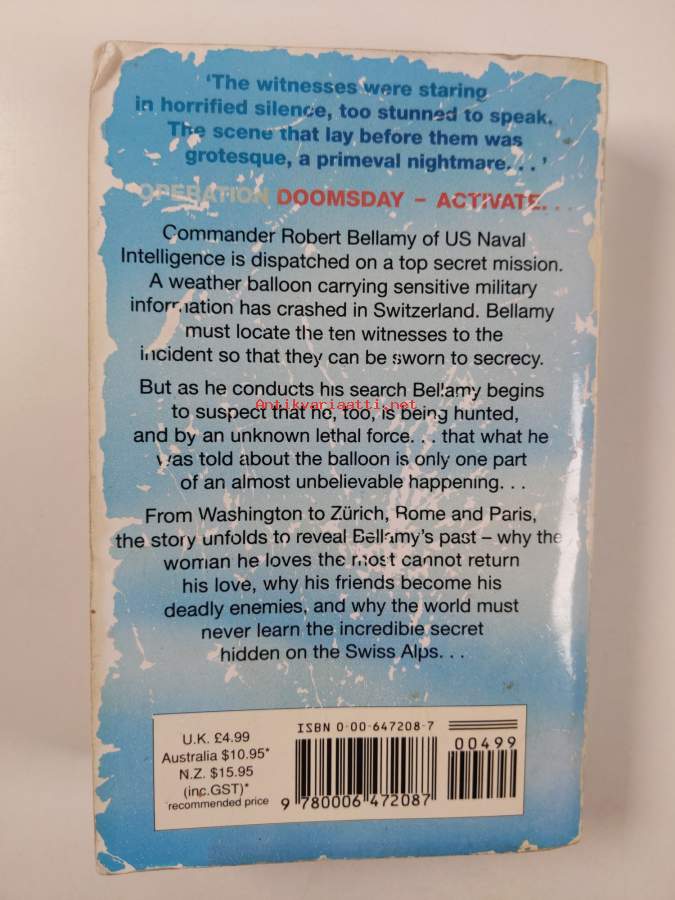 'The witnesses were staring
in horrified silence, too stunned to speak.
The scene that lay before them was
grotesque, a primeval nightmare. . . '
OPERATION DOOMSDAY – ACTIVATE. . .
Commander Robert Bellamy of US Naval
Intelligence is dispatched on a top secret mission.
A weather balloon carrying sensitive military
information has crashed in Switzerland. Bellamy
must locate the ten witnesses to the
incident so that they can be sworn to secrecy.
But as he conducts his search Bellamy begins
to suspect that he, too, is being hunted,
Antikvariaatti.net
and by an unknown lethal force. . . that what he
was told about the balloon is only one part
of an almost unbelievable happening. . .
From Washington to Zürich, Rome and Paris,
the story unfolds to reveal Bellamy's past – why the
woman he loves the most cannot return
his love, why his friends become his
deadly enemies, and why the world must
never learn the incredible secret
hidden on the Swiss Alps. . .
U.K. £4.99
Australia $10.95*
N.Z. $15.95
(inc.GST)*
*recommended price
ISBN 0-00-647208-7
00499
9 780006 472087